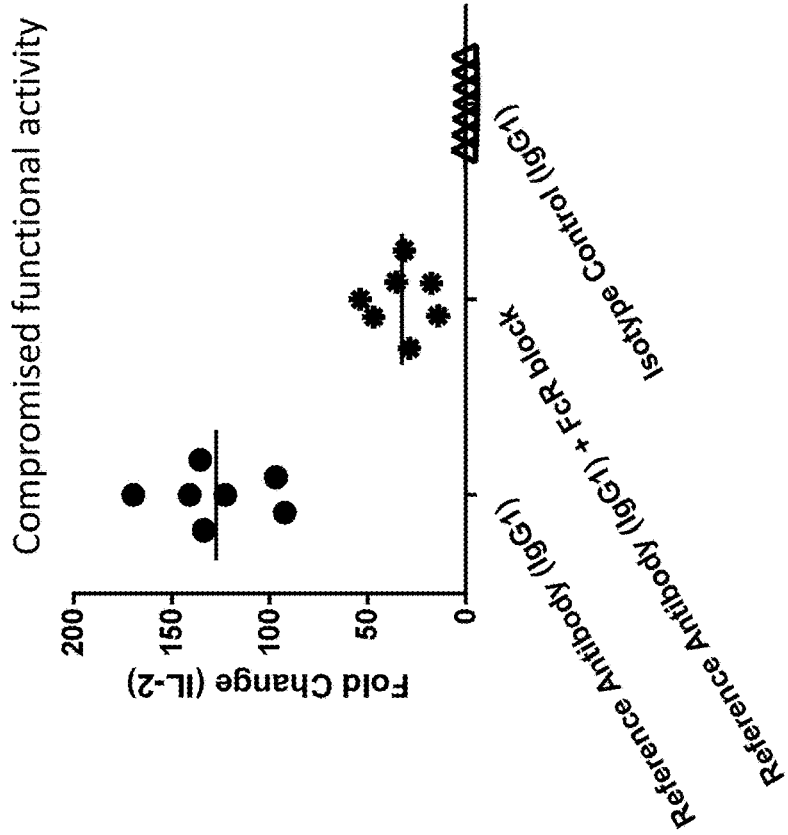 Compromised functional activity
Fold Change (IL-2)
200
150
100
50
0
Reference Antibody (IgG1)
Reference Antibody (IgG1) + FcR block
Isotype Control (IgG1)